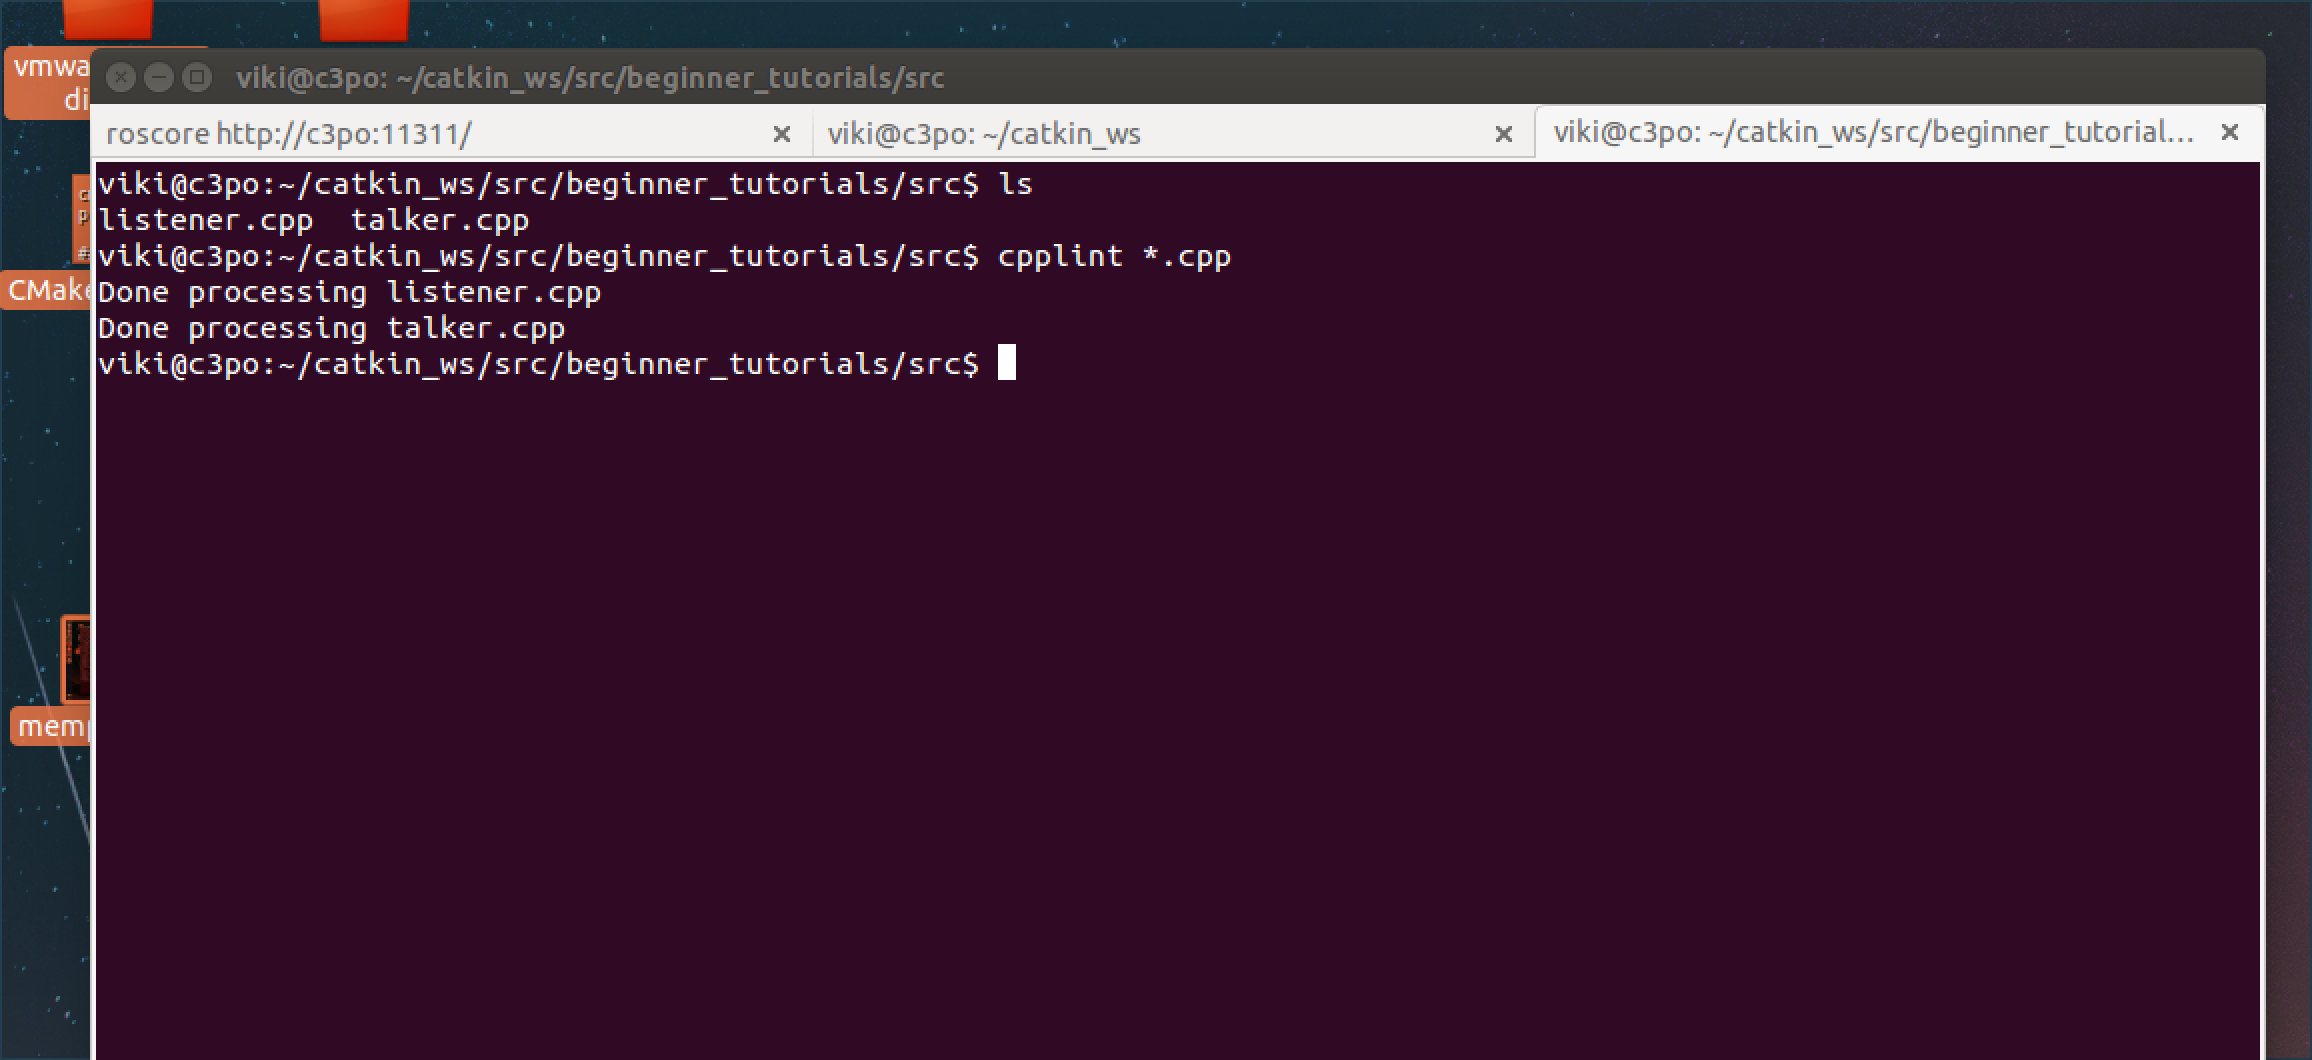 vmwa
di
viki@c3po: ~/catkin_ws/src/beginner_tutorials/src
roscore http://c3po:11311/
viki@c3po: ~/catkin_ws
viki@c3po: ~/catkin_ws/src/beginner_tutorial...
viki@c3po:~/catkin_ws/src/beginner_tutorials/src$ ls
listener.cpp  talker.cpp
viki@c3po:~/catkin_ws/src/beginner_tutorials/src$ cpplint *.cpp
Done processing listener.cpp
Done processing talker.cpp
viki@c3po:~/catkin_ws/src/beginner_tutorials/src$
CMake
memp